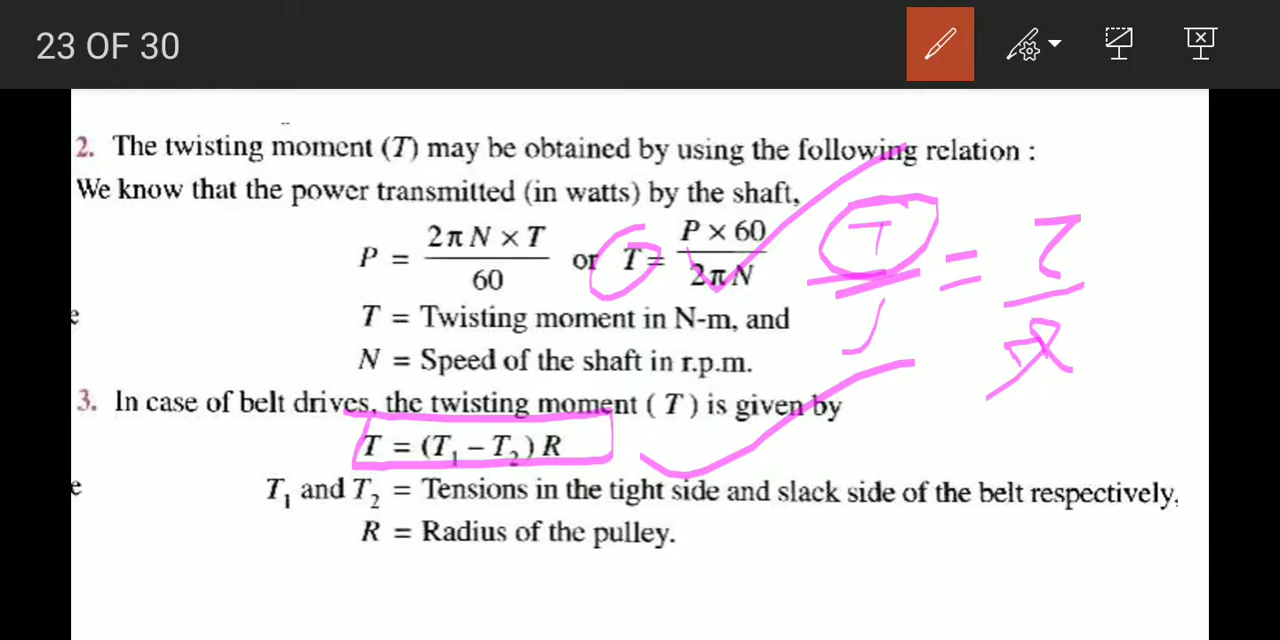 23 OF 30
2. The twisting moment (T) may be obtained by using the following relation :
We know that the power transmitted (in watts) by the shaft,
P = 2π N × T / 60 or T = P × 60 / 2π N
T / J = τ / r
T = Twisting moment in N-m, and
e
N = Speed of the shaft in r.p.m.
3. In case of belt drives, the twisting moment ( T ) is given by
T = (T₁ – T₂) R
e T₁ and T₂ = Tensions in the tight side and slack side of the belt respectively,
R = Radius of the pulley.